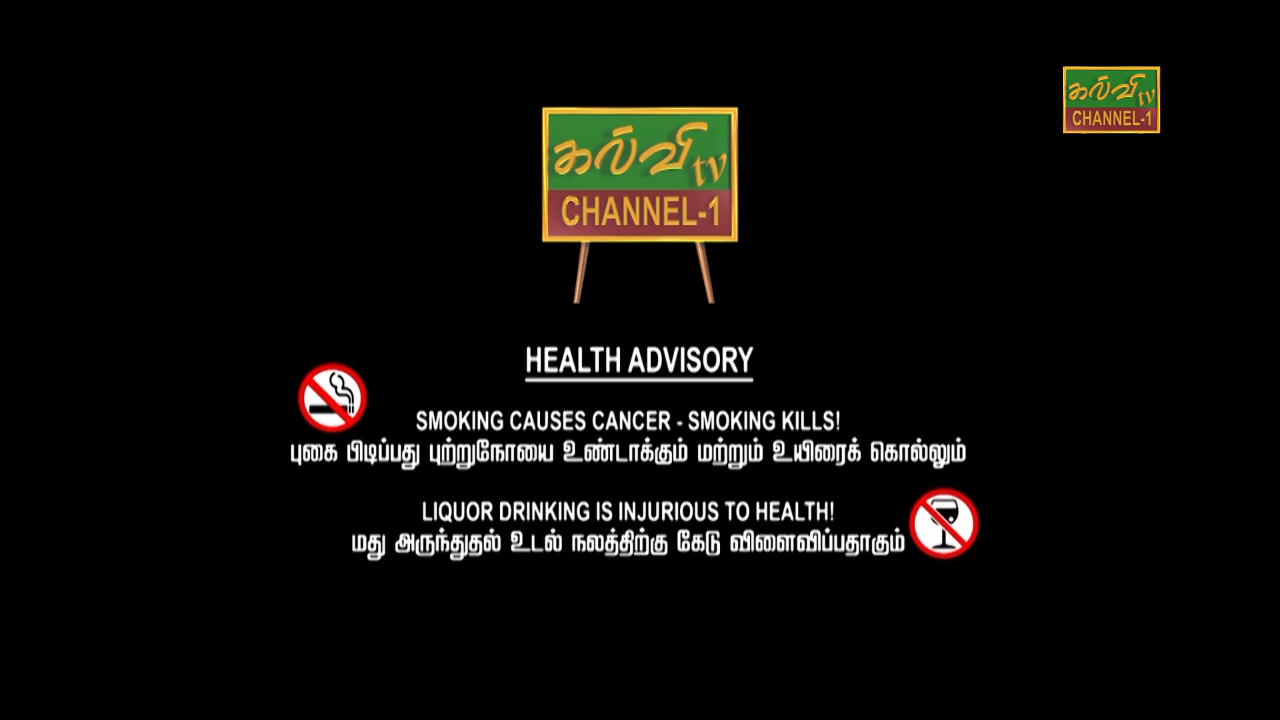 கல்வி tv
CHANNEL-1
கல்வி tv
CHANNEL-1
HEALTH ADVISORY
SMOKING CAUSES CANCER - SMOKING KILLS!
புகை பிடிப்பது புற்றுநோயை உண்டாக்கும் மற்றும் உயிரைக் கொல்லும்
LIQUOR DRINKING IS INJURIOUS TO HEALTH!
மது அருந்துதல் உடல் நலத்திற்கு கேடு விளைவிப்பதாகும்